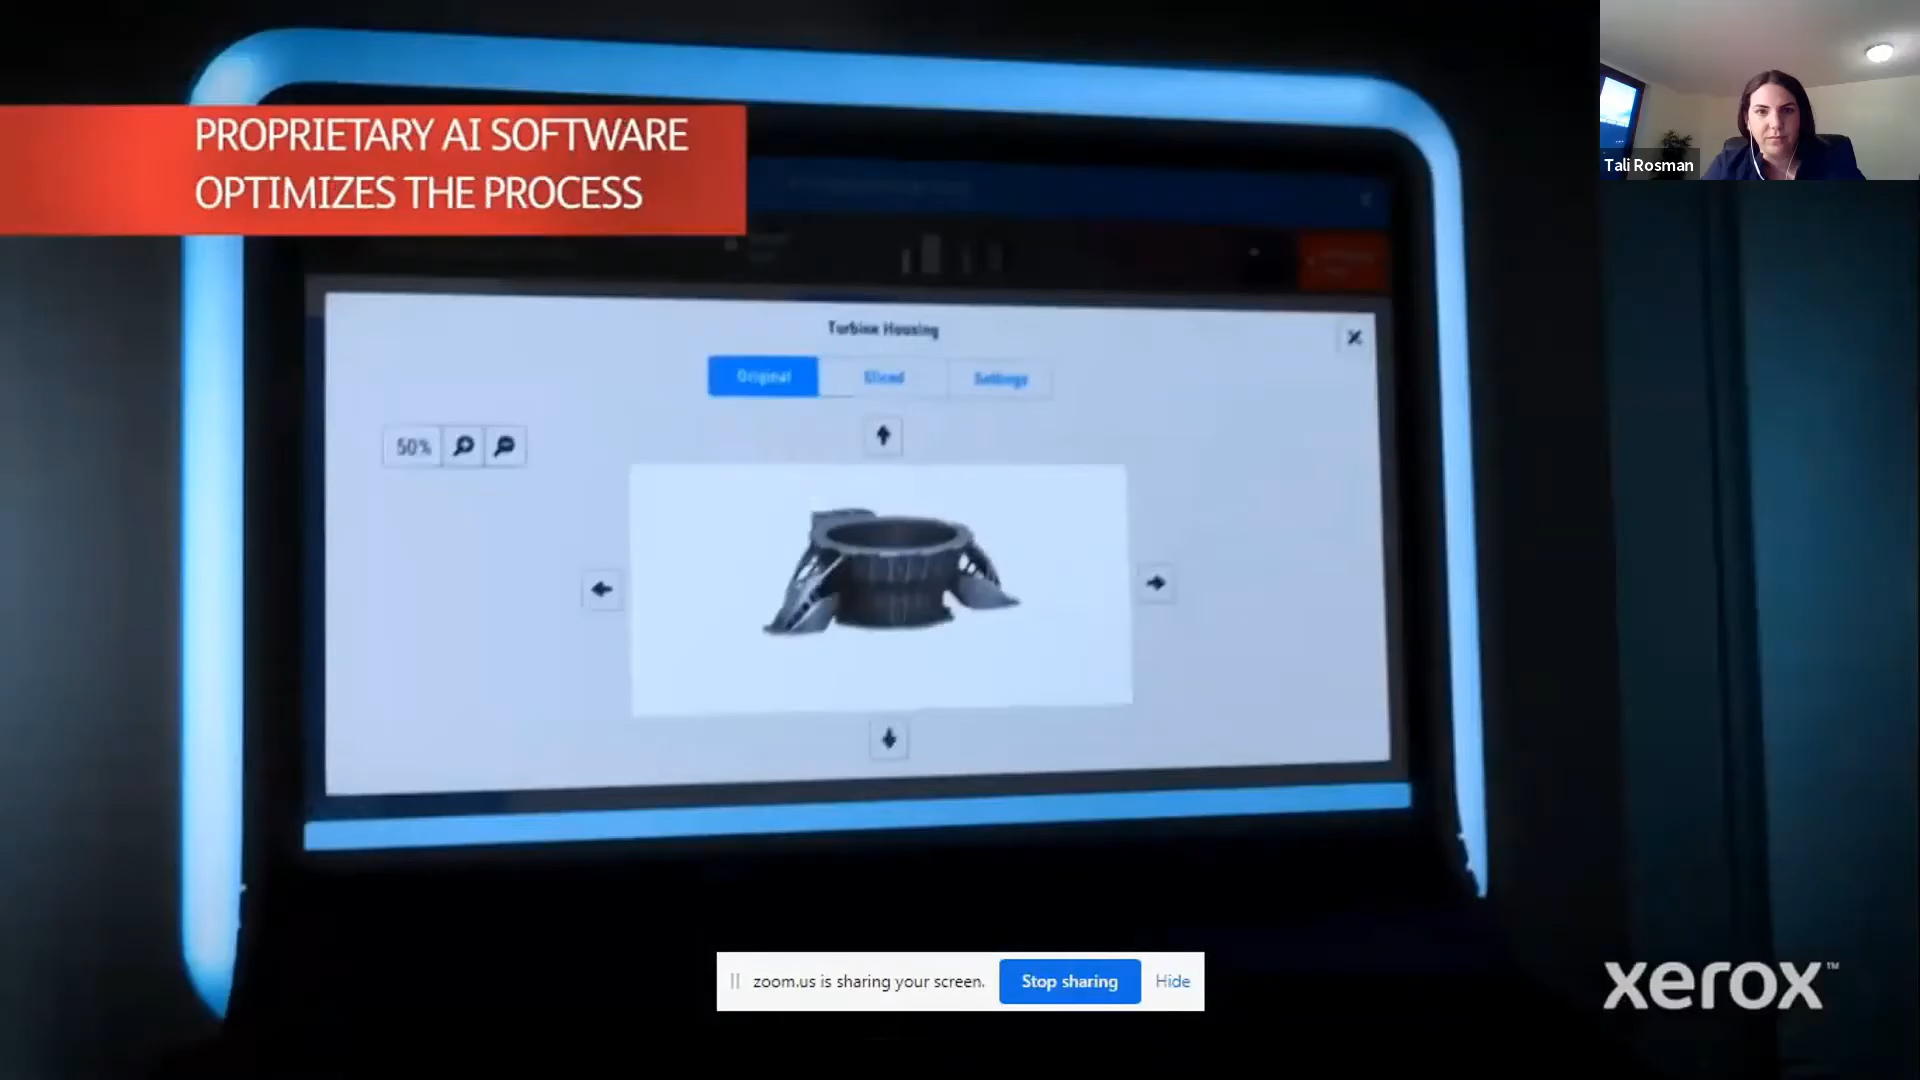 PROPRIETARY AI SOFTWARE
OPTIMIZES THE PROCESS
Tali Rosman
Turbine Housing
Original
Sliced
Settings
50%
zoom.us is sharing your screen.
Stop sharing
Hide
xerox™